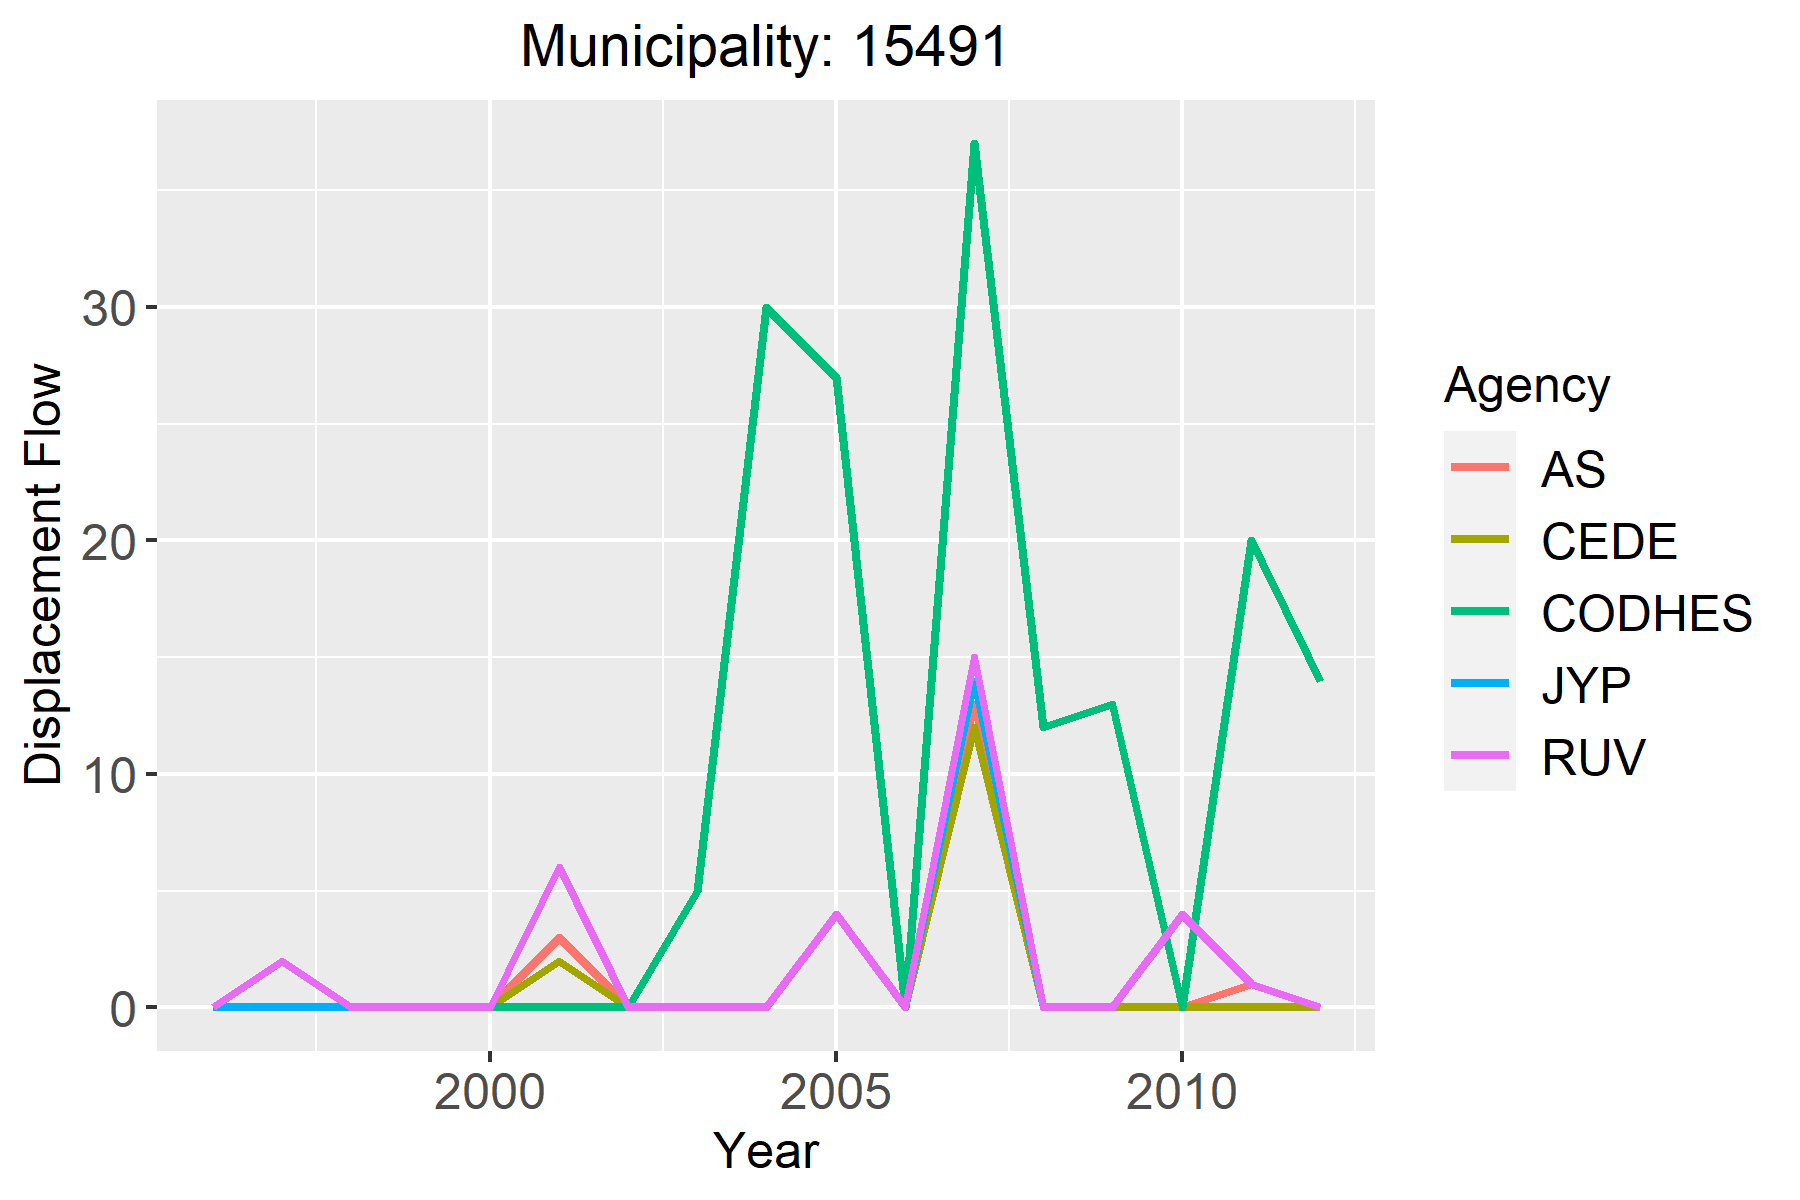 Municipality: 15491
Displacement Flow
30
20
10
0
2000 2005 2010
Year
Agency
AS
CEDE
CODHES
JYP
RUV